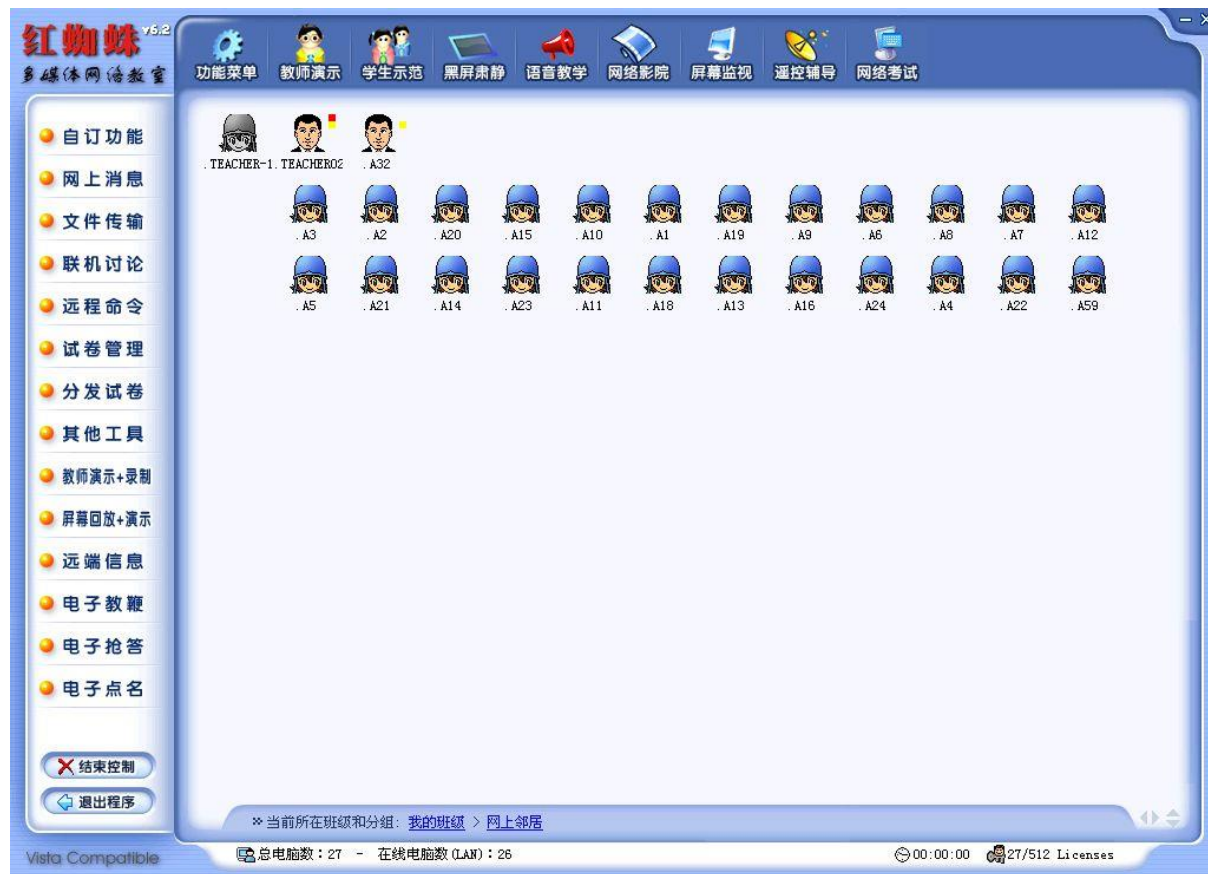 红蜘蛛 V6.2
多媒体网络教室
功能菜单 教师演示 学生示范 黑屏肃静 语音教学 网络影院 屏幕监视 遥控辅导 网络考试
自订功能
网上消息
文件传输
联机讨论
远程命令
试卷管理
分发试卷
其他工具
教师演示+录制
屏幕回放+演示
远端信息
电子教鞭
电子抢答
电子点名
结束控制
退出程序
.TEACHER-1 .TEACHER02 .A32
.A3 .A2 .A20 .A15 .A10 .A1 .A19 .A9 .A6 .A8 .A7 .A12
.A5 .A21 .A14 .A23 .A11 .A18 .A13 .A16 .A24 .A4 .A22 .A59
当前所在班级和分组: 我的班级 > 网上邻居
Vista Compatible
总电脑数：27 - 在线电脑数(LAN)：26 00:00:00 27/512 Licenses